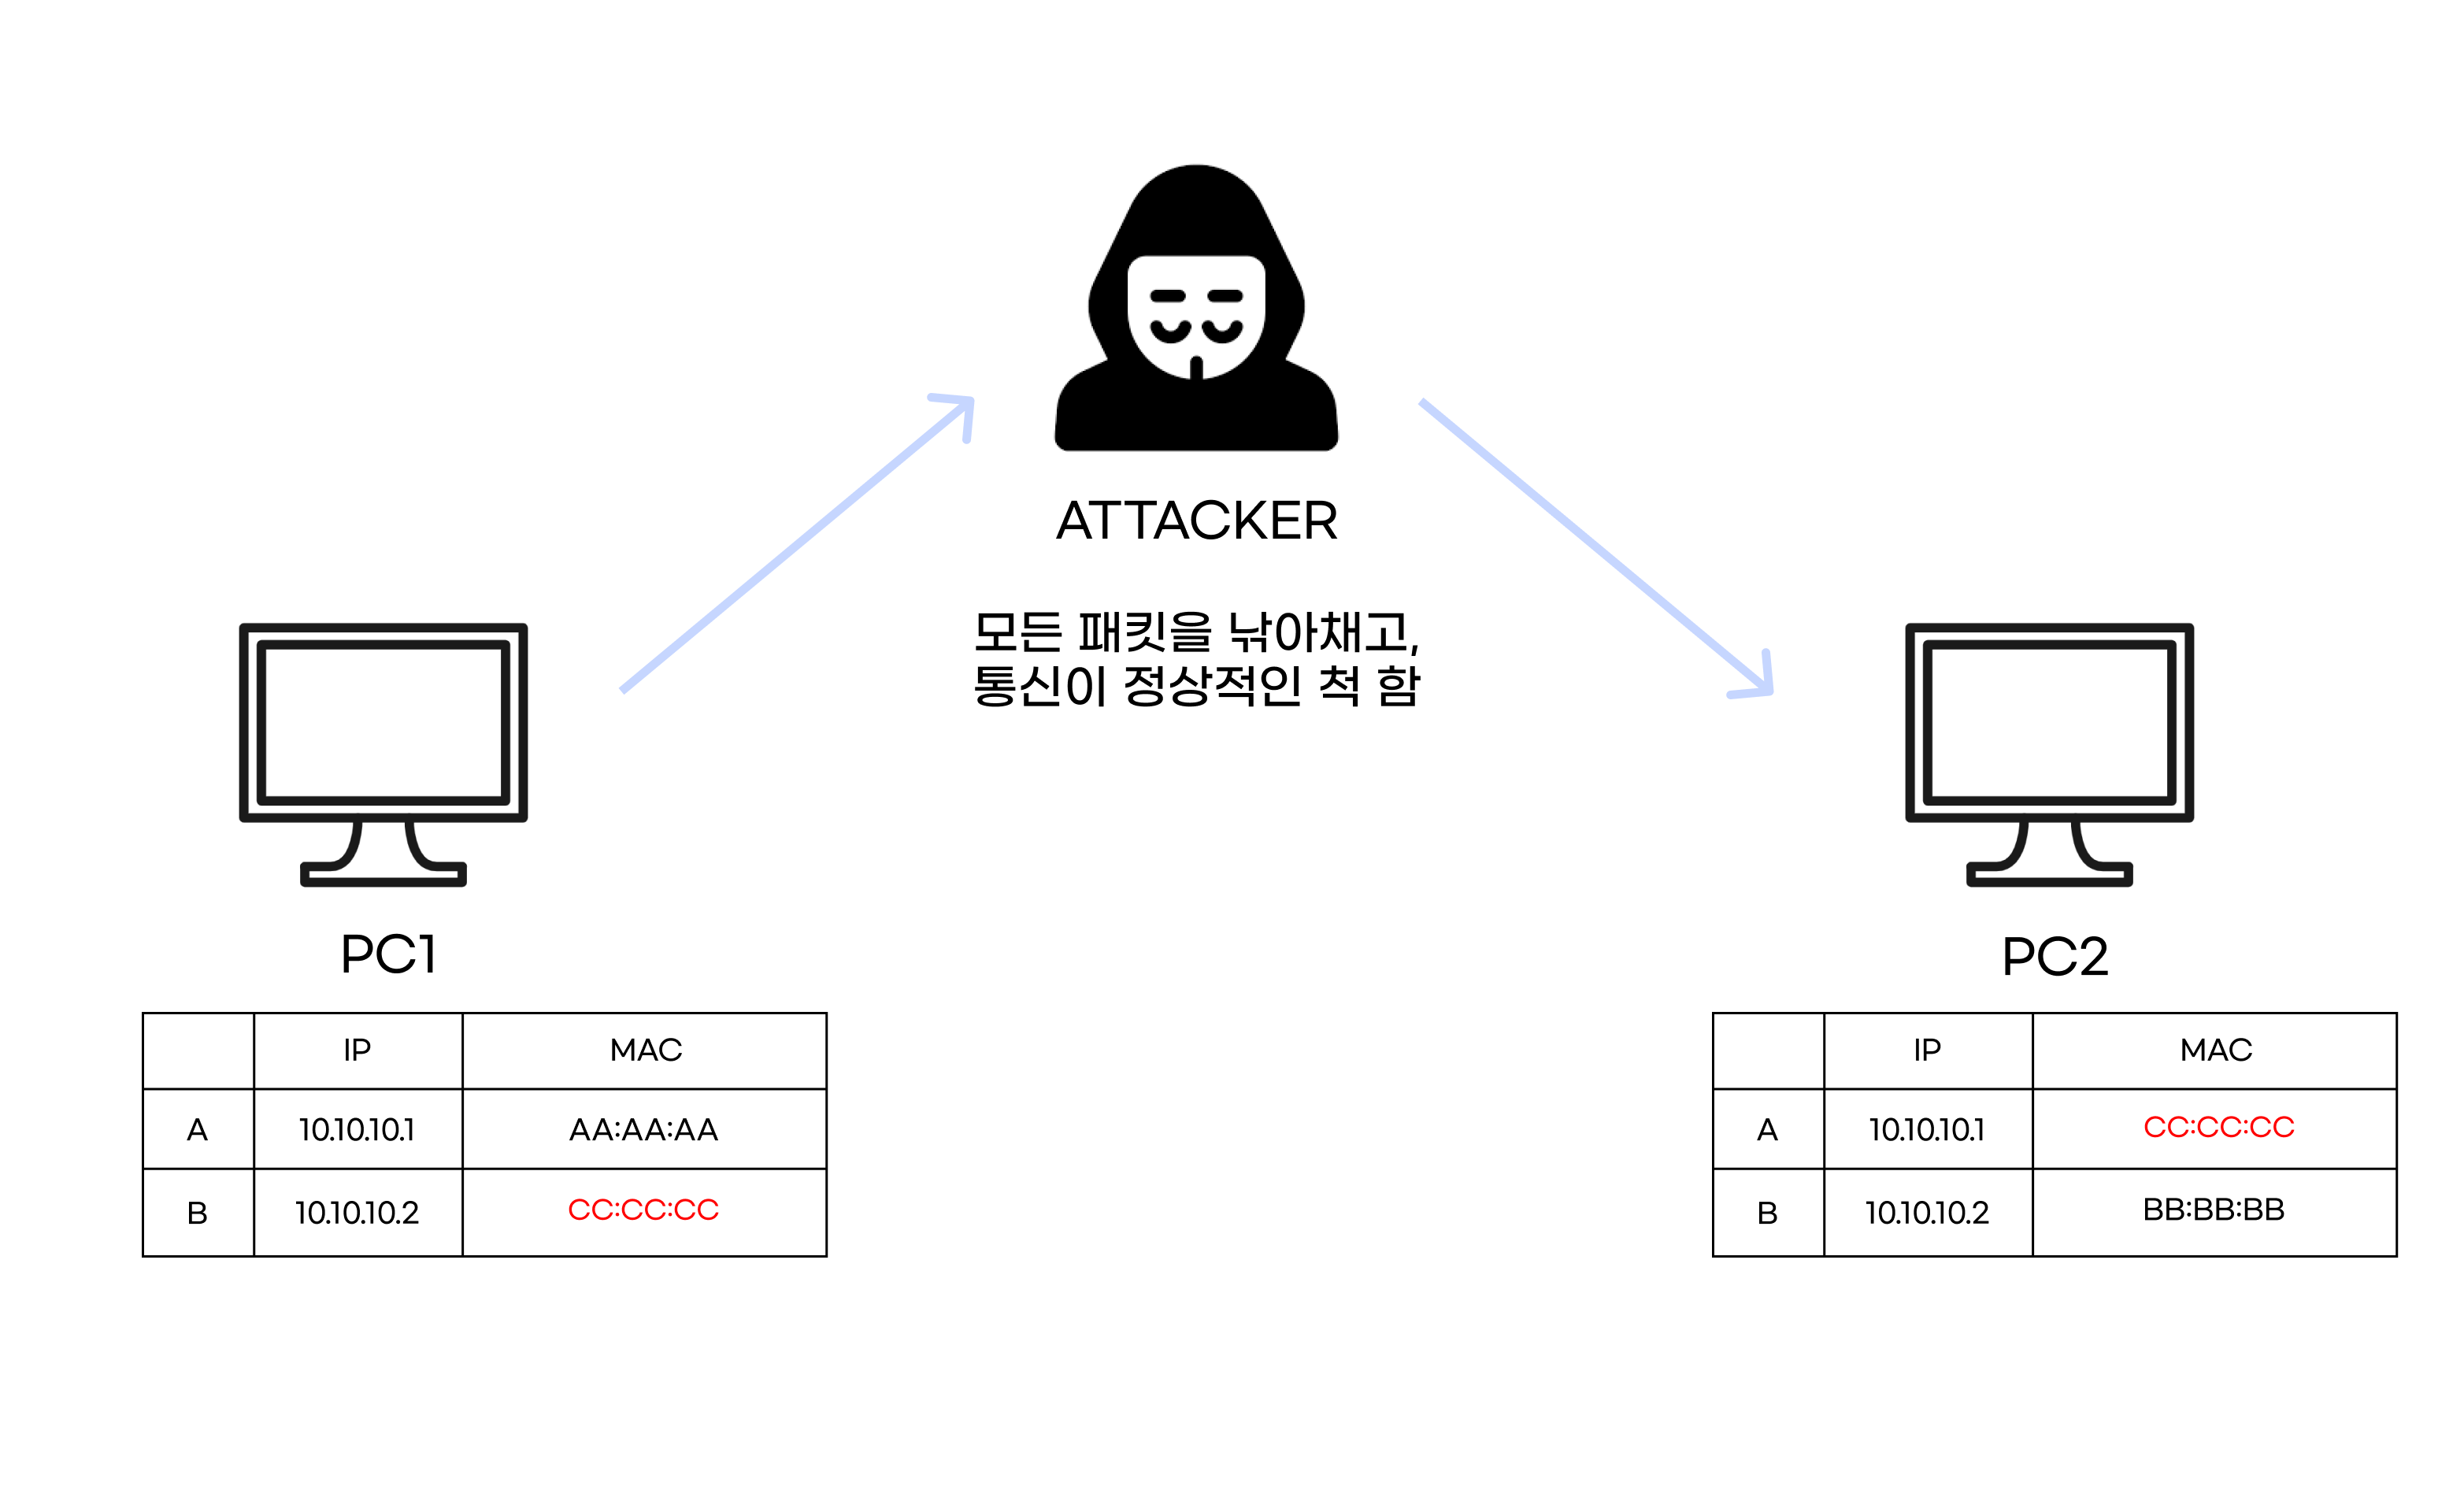 ATTACKER
모든 패킷을 낚아채고,
통신이 정상적인 척 함
PC1
IP MAC
A 10.10.10.1 AA:AA:AA
B 10.10.10.2 CC:CC:CC
PC2
IP MAC
A 10.10.10.1 CC:CC:CC
B 10.10.10.2 BB:BB:BB